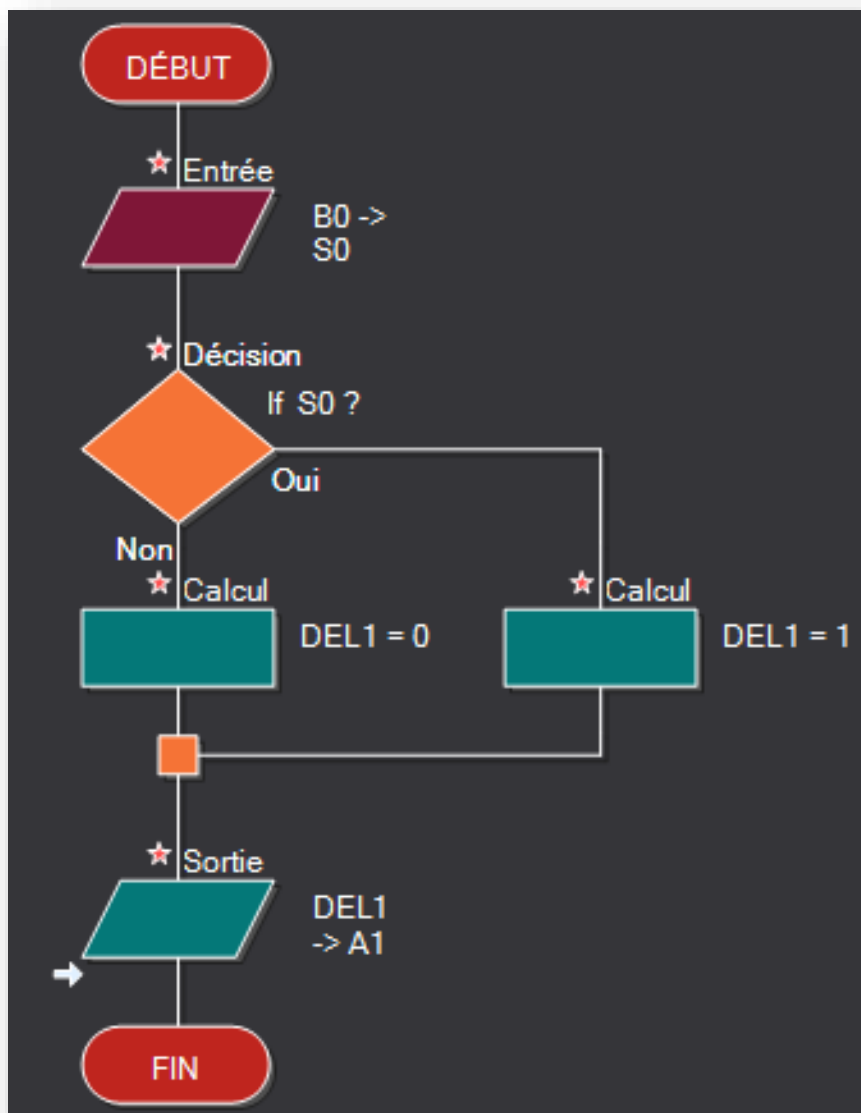 DÉBUT
Entrée
B0 ->
S0
Décision
If S0 ?
Oui
Non
Calcul
DEL1 = 0
Calcul
DEL1 = 1
Sortie
DEL1
-> A1
FIN